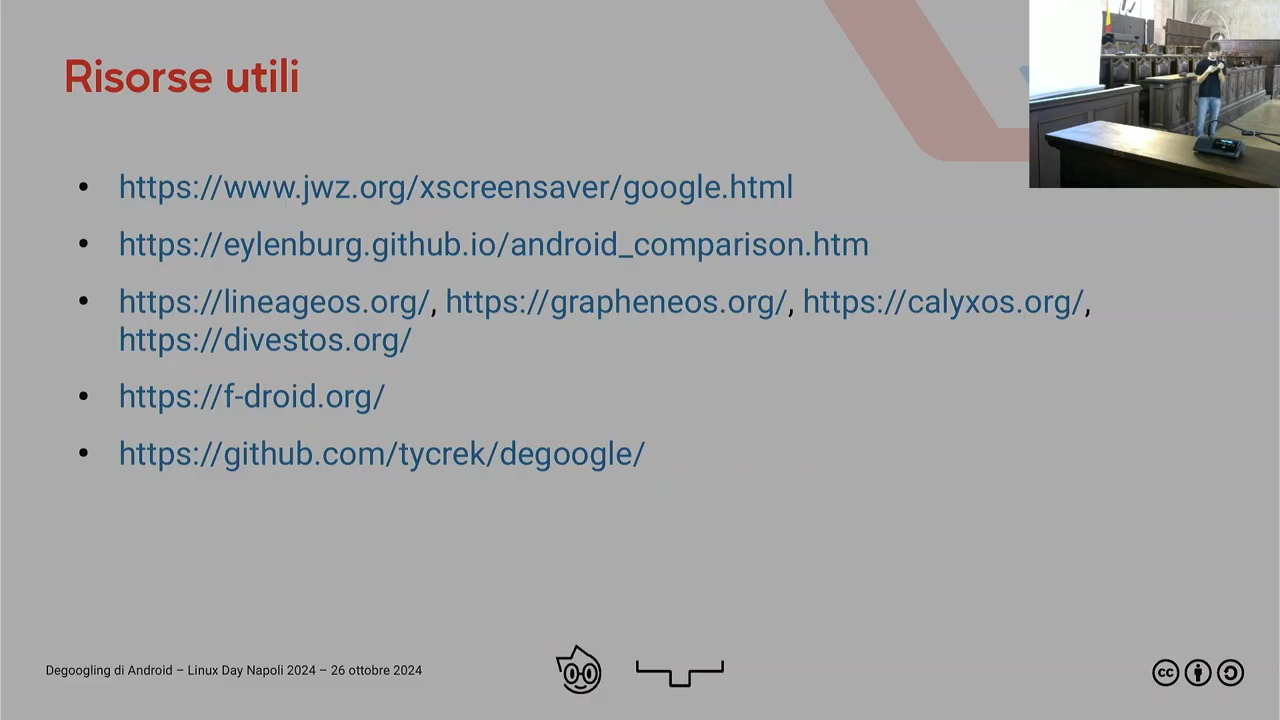 Risorse utili
https://www.jwz.org/xscreensaver/google.html
https://eylenburg.github.io/android_comparison.htm
https://lineageos.org/, https://grapheneos.org/, https://calyxos.org/,
https://divestos.org/
https://f-droid.org/
https://github.com/tycrek/degoogle/
Degoogling di Android – Linux Day Napoli 2024 – 26 ottobre 2024
cc